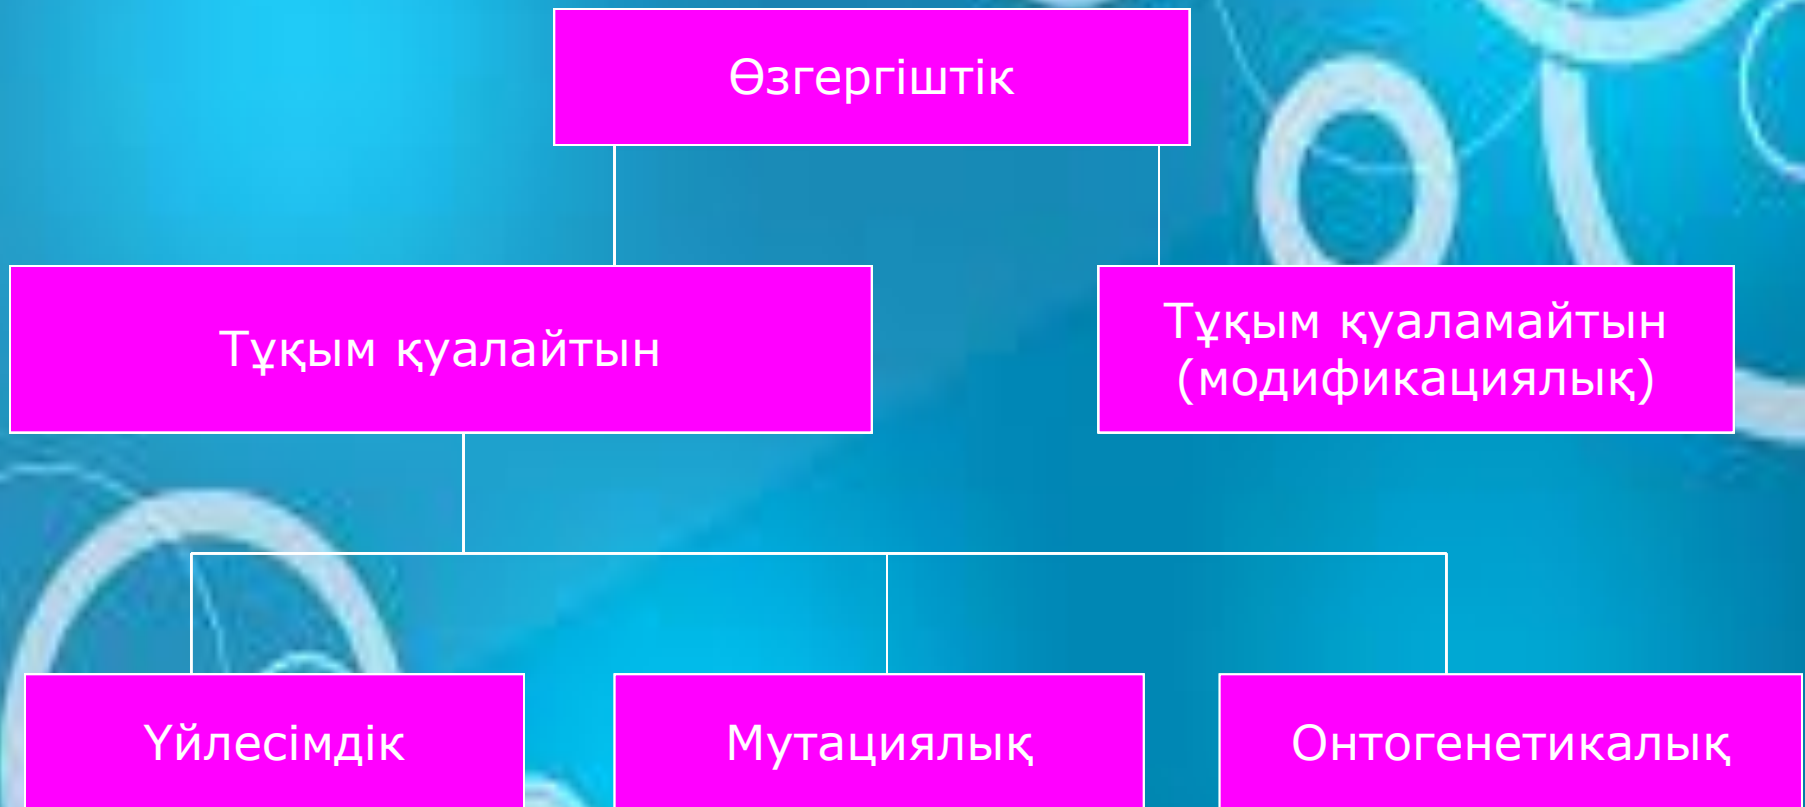 Өзгергіштік
Тұқым қуалайтын
Тұқым қуаламайтын
(модификациялық)
Үйлесімдік
Мутациялық
Онтогенетикалық